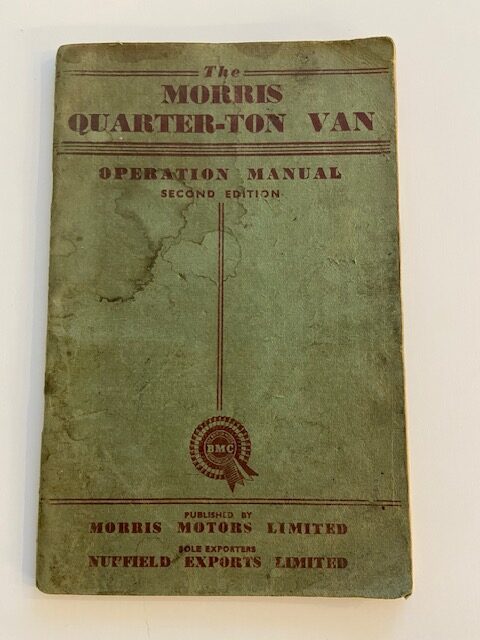 The
MORRIS
QUARTER-TON VAN
OPERATION MANUAL
SECOND EDITION
BMC
PUBLISHED BY
MORRIS MOTORS LIMITED
SOLE EXPORTERS
NUFFIELD EXPORTS LIMITED